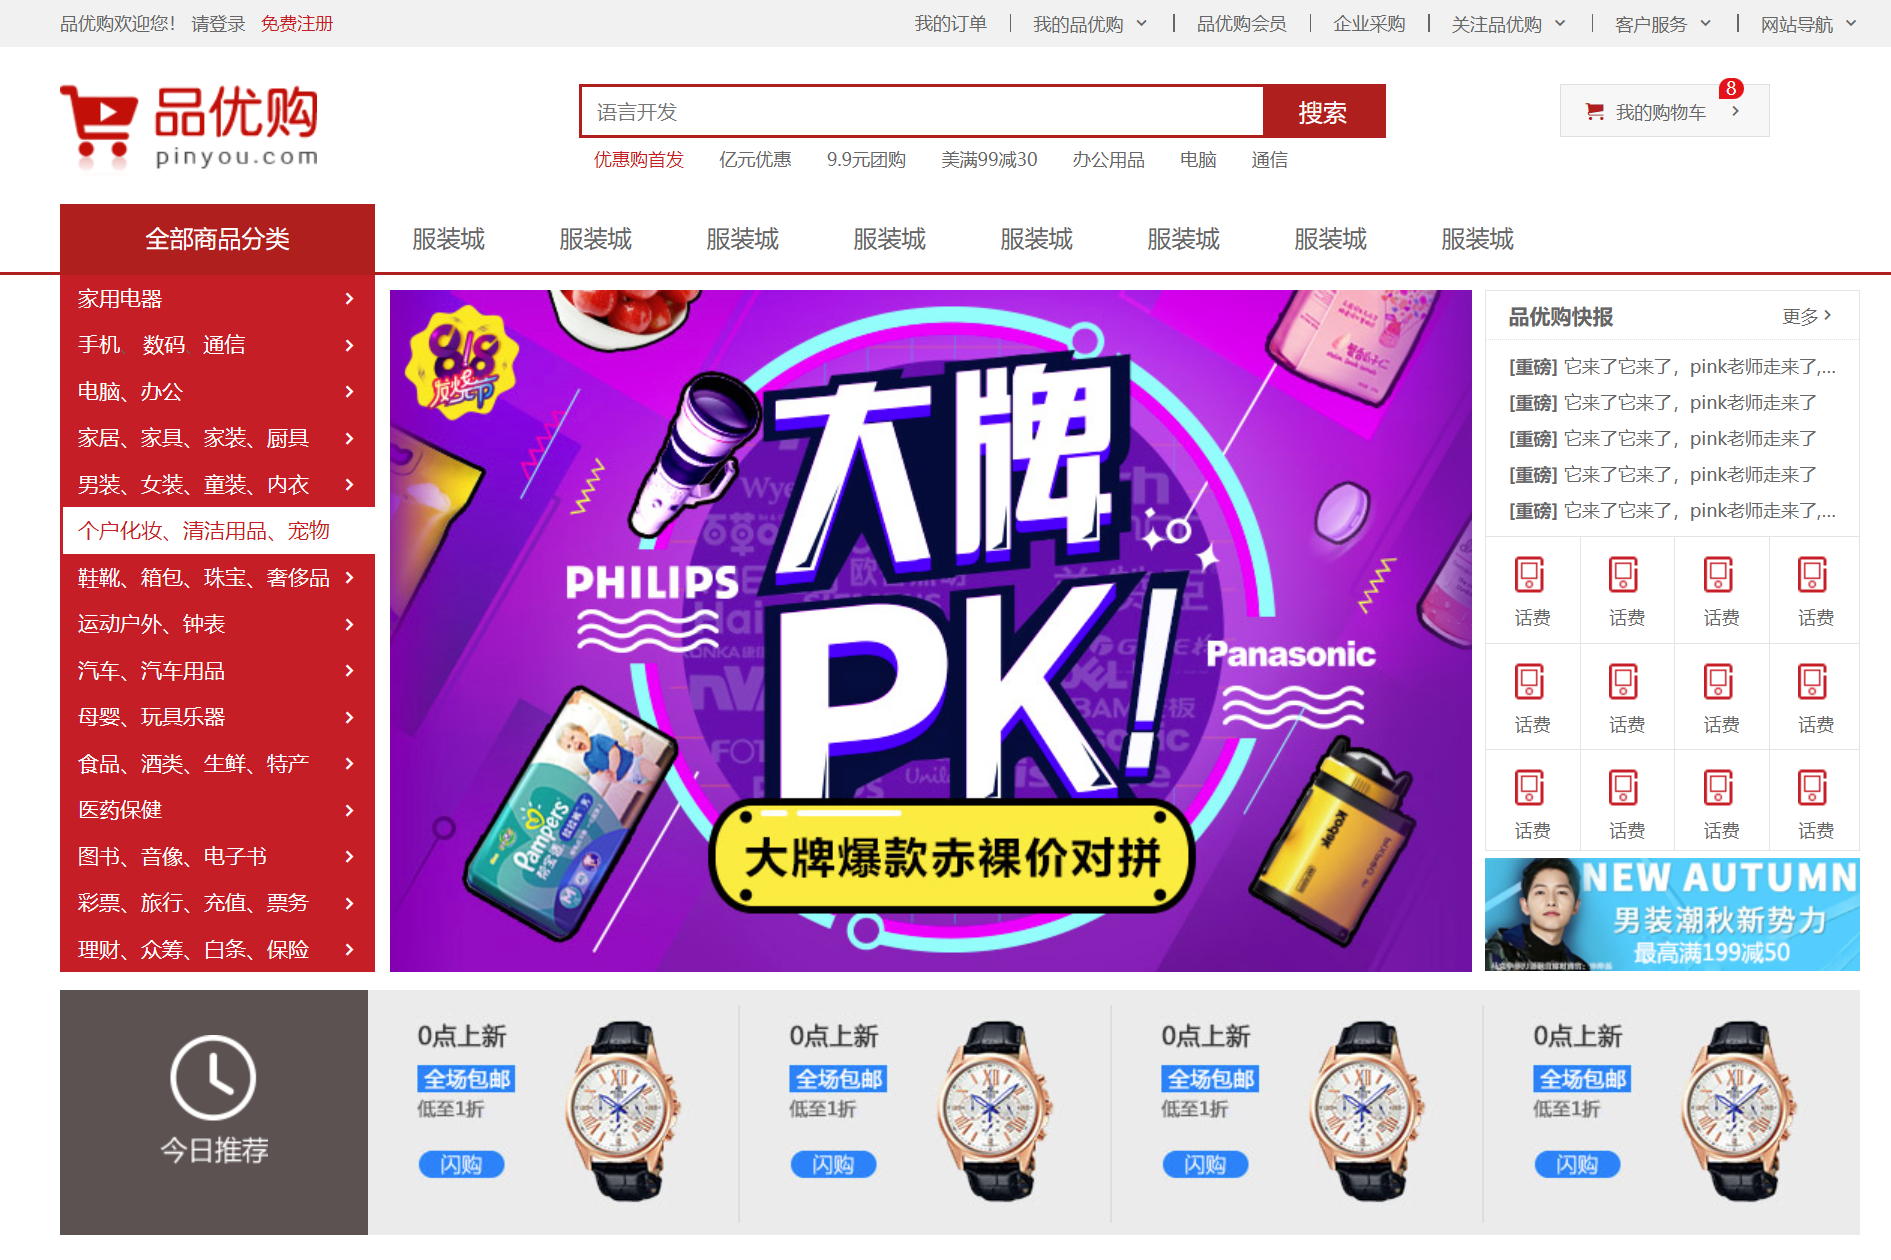 品优购欢迎您！ 请登录 免费注册
我的订单 我的品优购 品优购会员 企业采购 关注品优购 客户服务 网站导航
品优购
pinyou.com
语言开发 搜索
8
我的购物车
优惠购首发 亿元优惠 9.9元团购 美满99减30 办公用品 电脑 通信
全部商品分类 服装城 服装城 服装城 服装城 服装城 服装城 服装城 服装城
家用电器
手机 数码、通信
电脑、办公
家居、家具、家装、厨具
男装、女装、童装、内衣
个户化妆、清洁用品、宠物
鞋靴、箱包、珠宝、奢侈品
运动户外、钟表
汽车、汽车用品
母婴、玩具乐器
食品、酒类、生鲜、特产
医药保健
图书、音像、电子书
彩票、旅行、充值、票务
理财、众筹、白条、保险
8.8
发烧节
大牌
PK!
PHILIPS
Panasonic
Pampers
Kodak
大牌爆款赤裸价对拼
品优购快报 更多
[重磅] 它来了它来了，pink老师走来了,...
[重磅] 它来了它来了，pink老师走来了
[重磅] 它来了它来了，pink老师走来了
[重磅] 它来了它来了，pink老师走来了
[重磅] 它来了它来了，pink老师走来了,...
话费 话费 话费 话费
话费 话费 话费 话费
话费 话费 话费 话费
NEW AUTUMN
男装潮秋新势力
最高满199减50
今日推荐
0点上新
全场包邮
低至1折
闪购
0点上新
全场包邮
低至1折
闪购
0点上新
全场包邮
低至1折
闪购
0点上新
全场包邮
低至1折
闪购